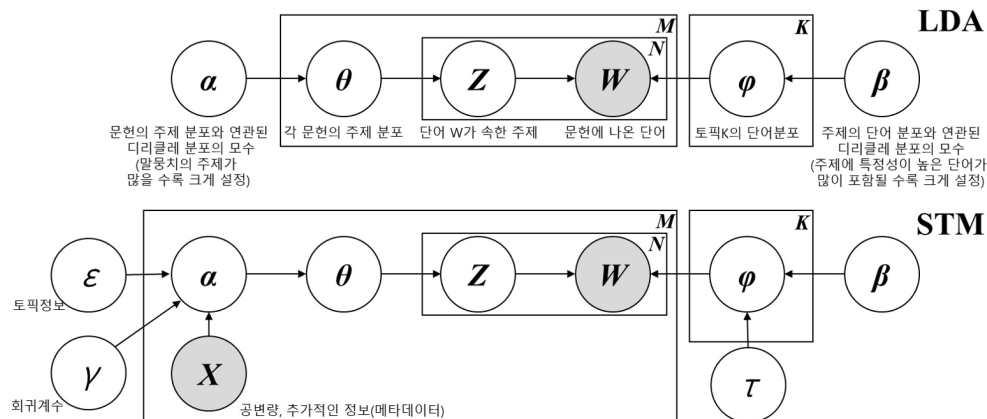 LDA
M
K
N
α
θ
Z
W
φ
β
문헌의 주제 분포와 연관된
디리클레 분포의 모수
(말뭉치의 주제가
많을 수록 크게 설정)
각 문헌의 주제 분포
단어 W가 속한 주제
문헌에 나온 단어
토픽K의 단어분포
주제의 단어 분포와 연관된
디리클레 분포의 모수
(주제에 특정성이 높은 단어가
많이 포함될 수록 크게 설정)
STM
M
K
N
ε
α
θ
Z
W
φ
β
토픽정보
γ
X
τ
회귀계수
공변량, 추가적인 정보(메타데이터)